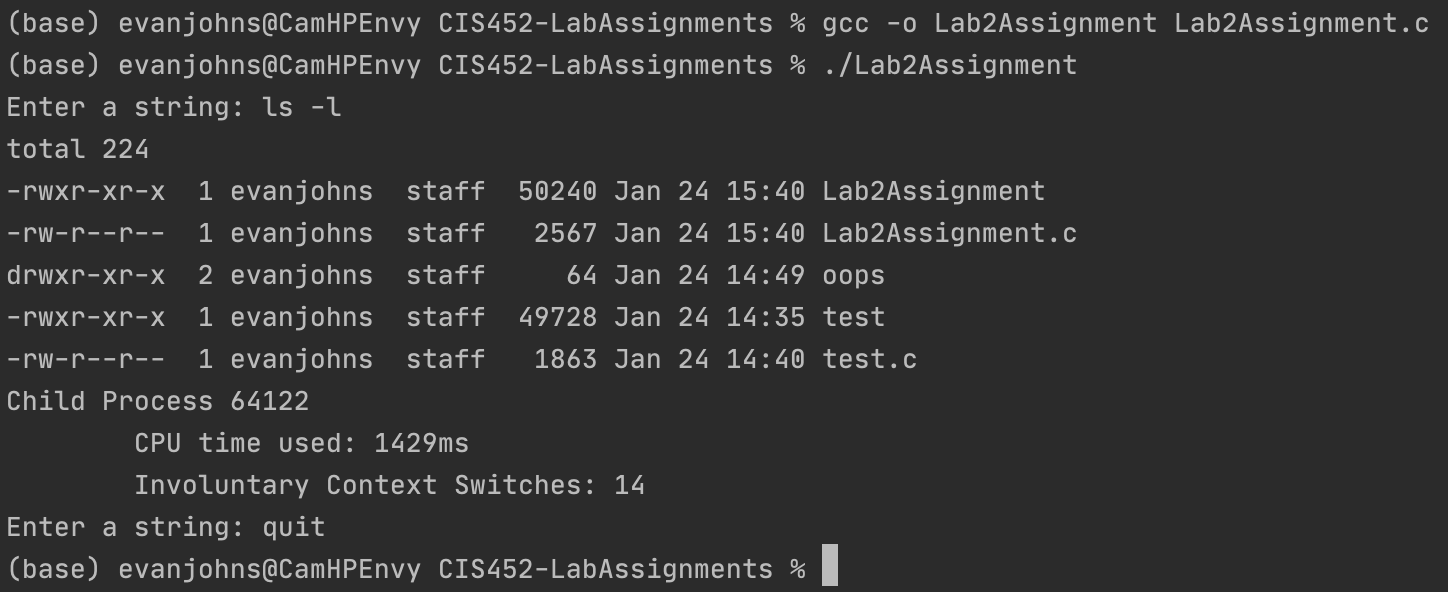 (base) evanjohns@CamHPEnvy CIS452-LabAssignments % gcc -o Lab2Assignment Lab2Assignment.c
(base) evanjohns@CamHPEnvy CIS452-LabAssignments % ./Lab2Assignment
Enter a string: ls -l
total 224
-rwxr-xr-x  1 evanjohns  staff  50240 Jan 24 15:40 Lab2Assignment
-rw-r--r--  1 evanjohns  staff   2567 Jan 24 15:40 Lab2Assignment.c
drwxr-xr-x  2 evanjohns  staff     64 Jan 24 14:49 oops
-rwxr-xr-x  1 evanjohns  staff  49728 Jan 24 14:35 test
-rw-r--r--  1 evanjohns  staff   1863 Jan 24 14:40 test.c
Child Process 64122
        CPU time used: 1429ms
        Involuntary Context Switches: 14
Enter a string: quit
(base) evanjohns@CamHPEnvy CIS452-LabAssignments %